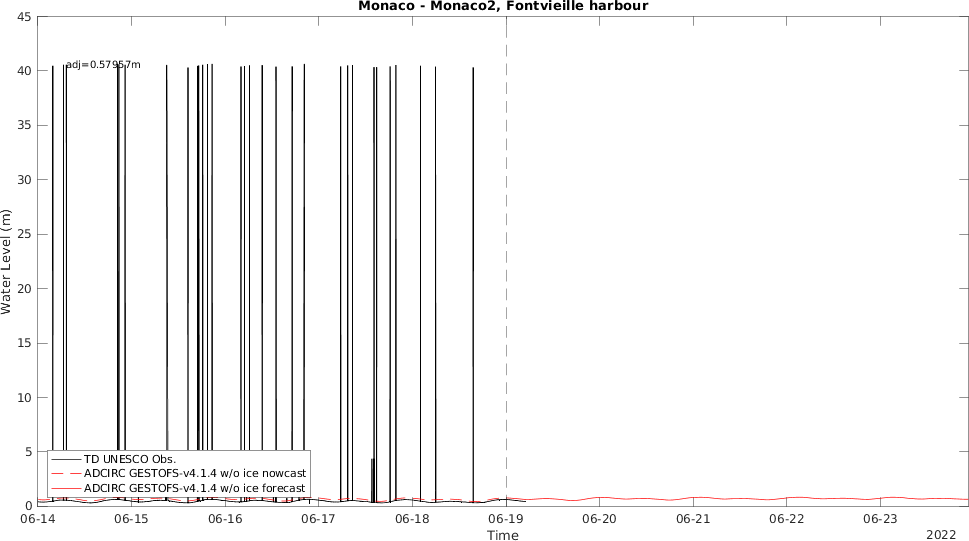 Monaco - Monaco2, Fontvieille harbour
45
40
35
30
25
20
15
10
5
0
Water Level (m)
adj=0.57957m
TD UNESCO Obs.
ADCIRC GESTOFS-v4.1.4 w/o ice nowcast
ADCIRC GESTOFS-v4.1.4 w/o ice forecast
06-14 06-15 06-16 06-17 06-18 06-19 06-20 06-21 06-22 06-23
Time
2022